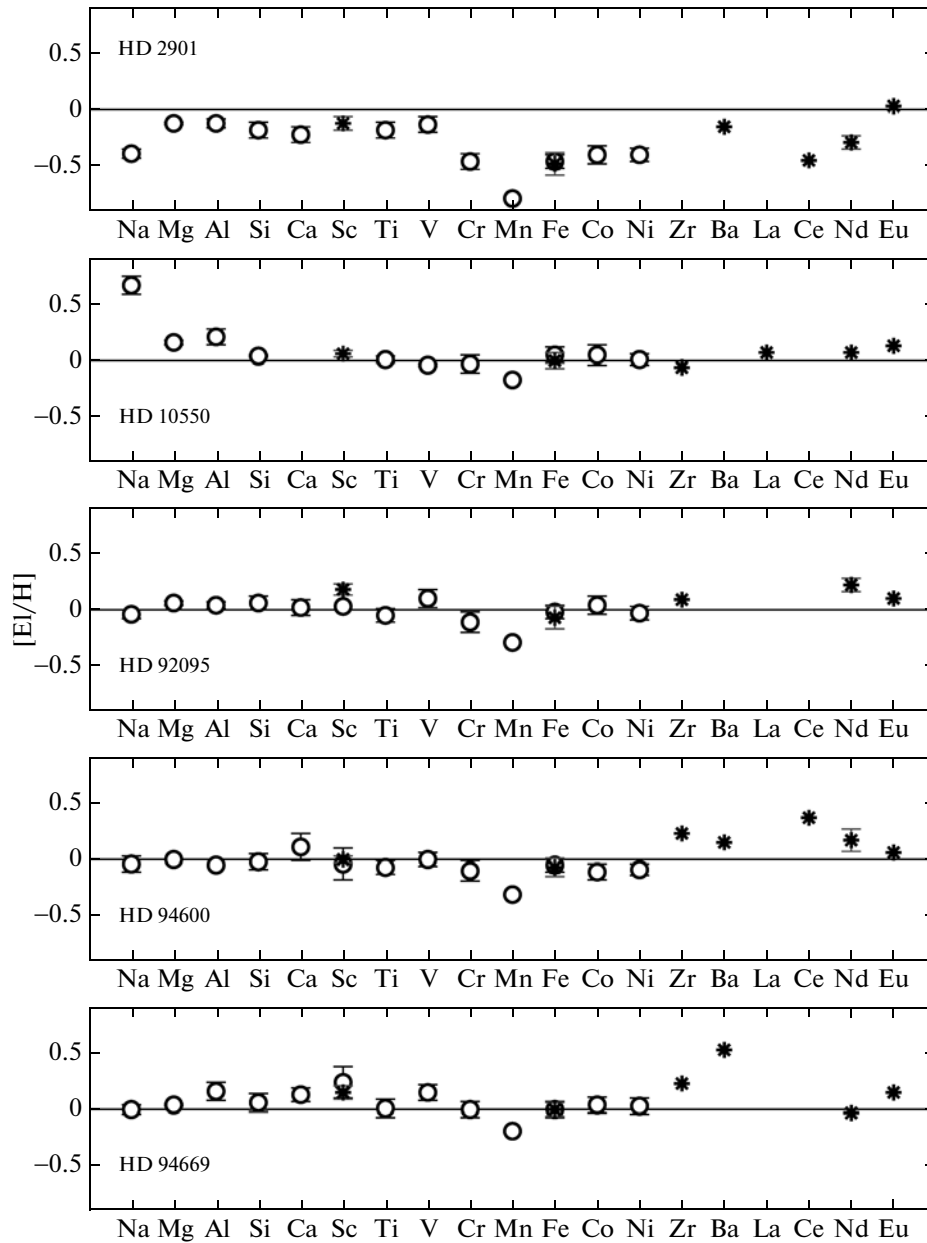 0.5
HD 2901
0
−0.5
Na Mg Al Si Ca Sc Ti V Cr Mn Fe Co Ni Zr Ba La Ce Nd Eu
0.5
0
−0.5
HD 10550
Na Mg Al Si Ca Sc Ti V Cr Mn Fe Co Ni Zr Ba La Ce Nd Eu
[El/H]
0.5
0
−0.5
HD 92095
Na Mg Al Si Ca Sc Ti V Cr Mn Fe Co Ni Zr Ba La Ce Nd Eu
0.5
0
−0.5
HD 94600
Na Mg Al Si Ca Sc Ti V Cr Mn Fe Co Ni Zr Ba La Ce Nd Eu
0.5
0
−0.5
HD 94669
Na Mg Al Si Ca Sc Ti V Cr Mn Fe Co Ni Zr Ba La Ce Nd Eu